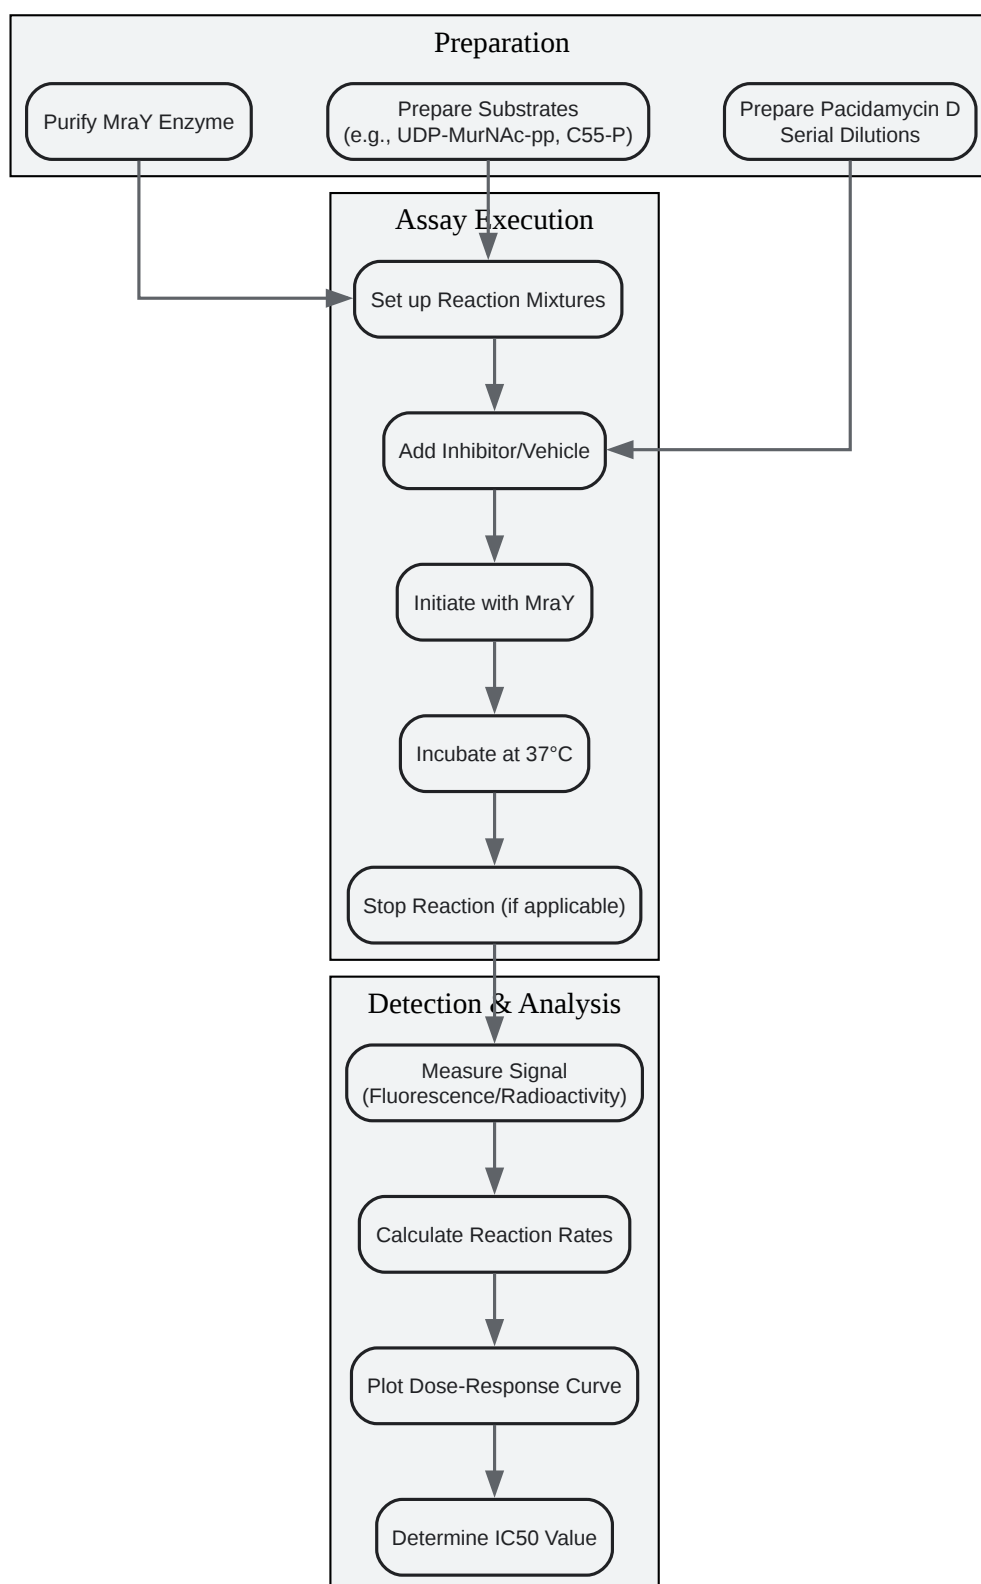 Preparation
Purify MraY Enzyme
Prepare Substrates
(e.g., UDP-MurNAc-pp, C55-P)
Prepare Pacidamycin D
Serial Dilutions
Assay Execution
Set up Reaction Mixtures
Add Inhibitor/Vehicle
Initiate with MraY
Incubate at 37°C
Stop Reaction (if applicable)
Detection & Analysis
Measure Signal
(Fluorescence/Radioactivity)
Calculate Reaction Rates
Plot Dose-Response Curve
Determine IC50 Value